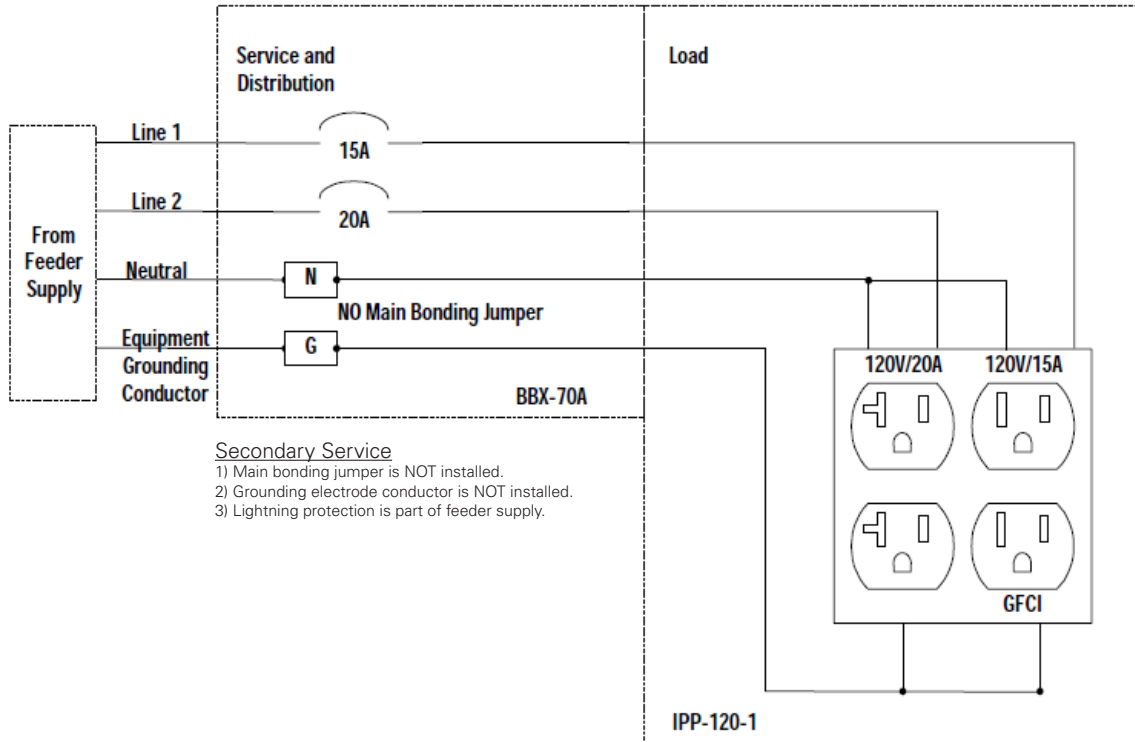 Service and
Distribution
Load
Line 1
15A
Line 2
20A
From
Feeder
Supply
Neutral
N
NO Main Bonding Jumper
Equipment
Grounding
Conductor
G
BBX-70A
120V/20A
120V/15A
GFCI
Secondary Service
1) Main bonding jumper is NOT installed.
2) Grounding electrode conductor is NOT installed.
3) Lightning protection is part of feeder supply.
IPP-120-1